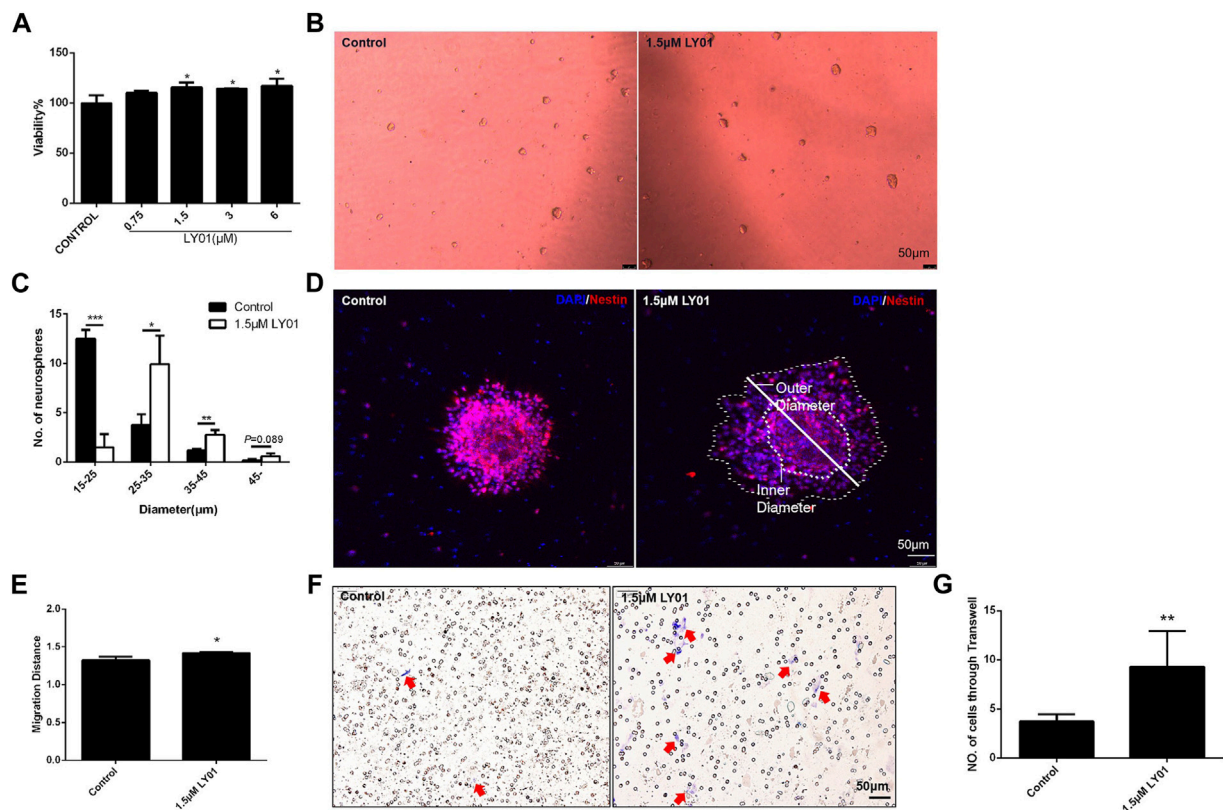 A
Viability%
150
100
50
0
*
*
*
CONTROL
0.75
1.5
3
6
LY01(µM)
B
Control
1.5µM LY01
50µm
C
No. of neurospheres
15
10
5
0
***
*
**
P=0.089
Control
1.5µM LY01
15-25
25-35
35-45
45-
Diameter(µm)
D
Control
DAPI/Nestin
1.5µM LY01
DAPI/Nestin
Outer
Diameter
Inner
Diameter
50µm
E
Migration Distance
2.0
1.5
1.0
0.5
0.0
*
Control
1.5µM LY01
F
Control
1.5µM LY01
50µm
G
NO. of cells through Transwell
15
10
5
0
**
Control
1.5µM LY01